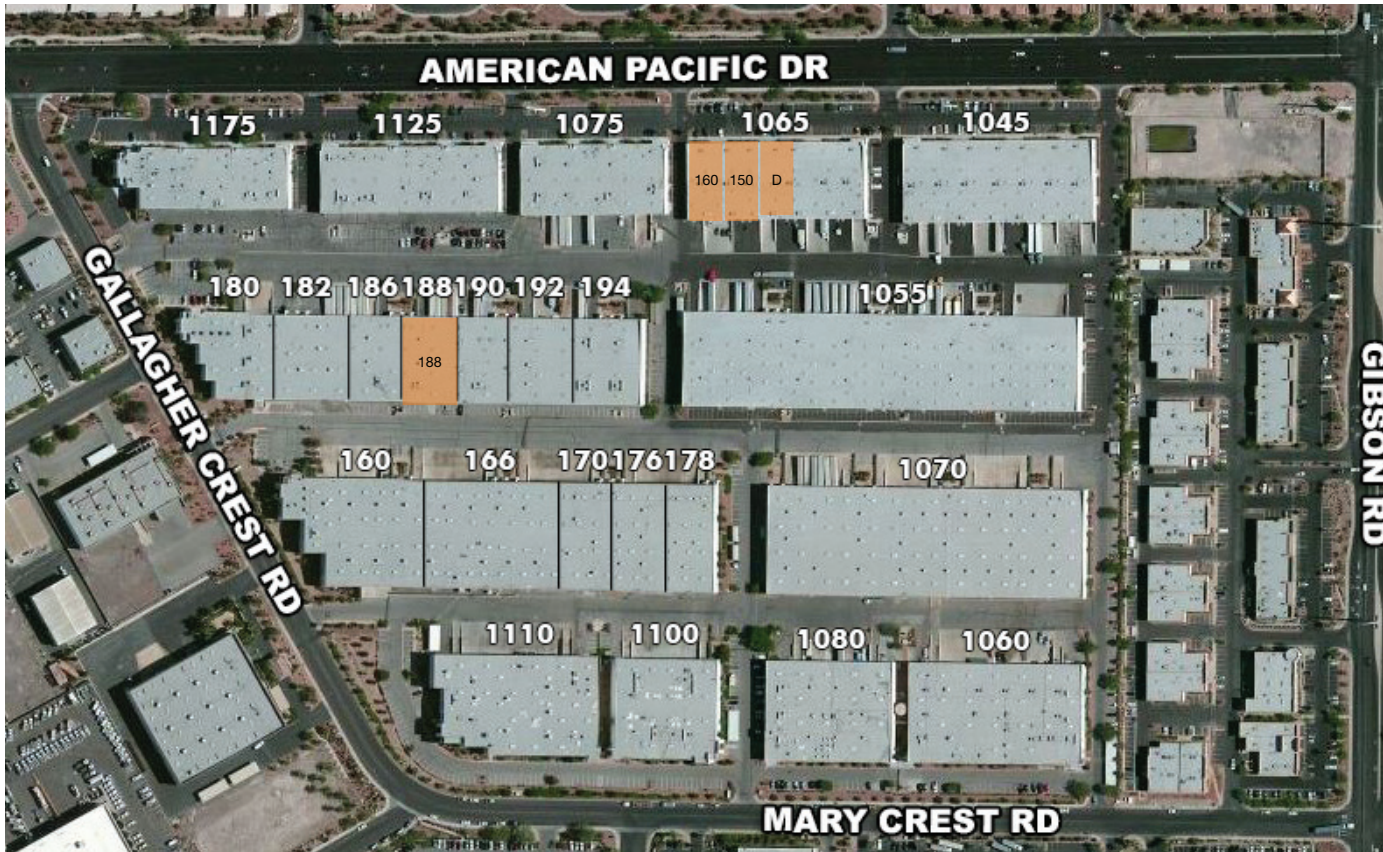 AMERICAN PACIFIC DR
1175 1125 1075 1065 1045
160 150 D
180 182 186 188 190 192 194 1055
188
GALLAGHER CREST RD
GIBSON RD
160 166 170 176 178 1070
1110 1100 1080 1060
MARY CREST RD